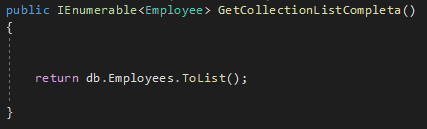 public IEnumerable<Employee> GetCollectionListCompleta()
{
return db.Employees.ToList();
}